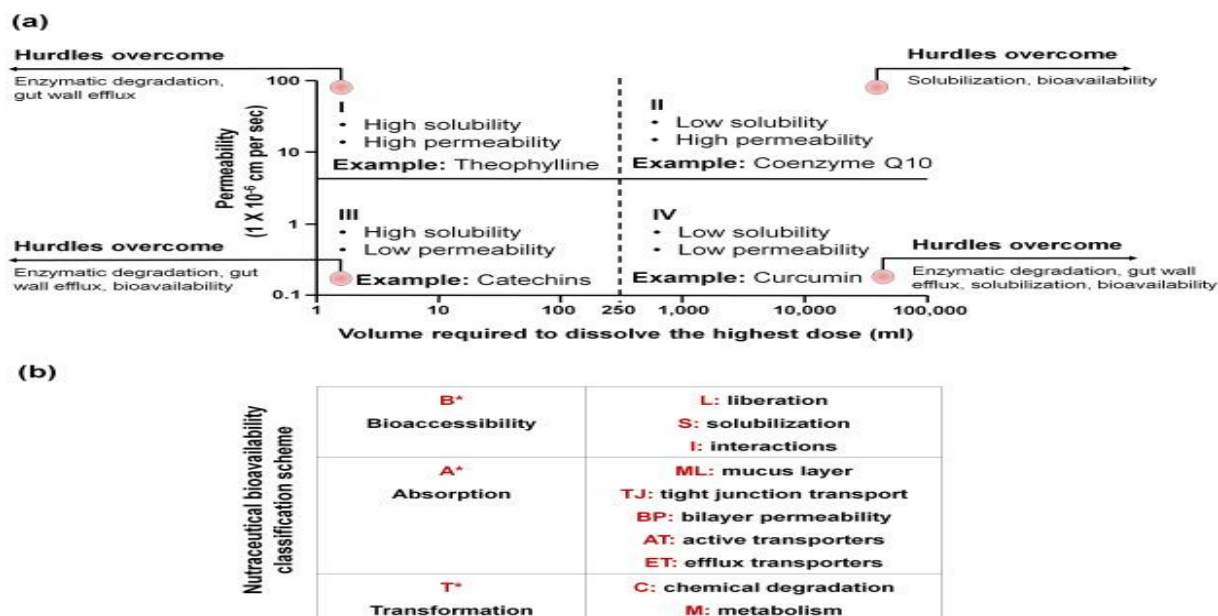 (a)
Hurdles overcome
Enzymatic degradation,
gut wall efflux
Hurdles overcome
Solubilization, bioavailability
Permeability
(1 X 10⁻⁶ cm per sec)
100
10
1
0.1
I
• High solubility
• High permeability
Example: Theophylline
II
• Low solubility
• High permeability
Example: Coenzyme Q10
Hurdles overcome
Enzymatic degradation, gut
wall efflux, bioavailability
III
• High solubility
• Low permeability
Example: Catechins
IV
• Low solubility
• Low permeability
Example: Curcumin
Hurdles overcome
Enzymatic degradation, gut wall
efflux, solubilization, bioavailability
1 10 100 250 1,000 10,000 100,000
Volume required to dissolve the highest dose (ml)
(b)
Nutraceutical bioavailability
classification scheme
B*
Bioaccessibility
L: liberation
S: solubilization
I: interactions
A*
Absorption
ML: mucus layer
TJ: tight junction transport
BP: bilayer permeability
AT: active transporters
ET: efflux transporters
T*
Transformation
C: chemical degradation
M: metabolism